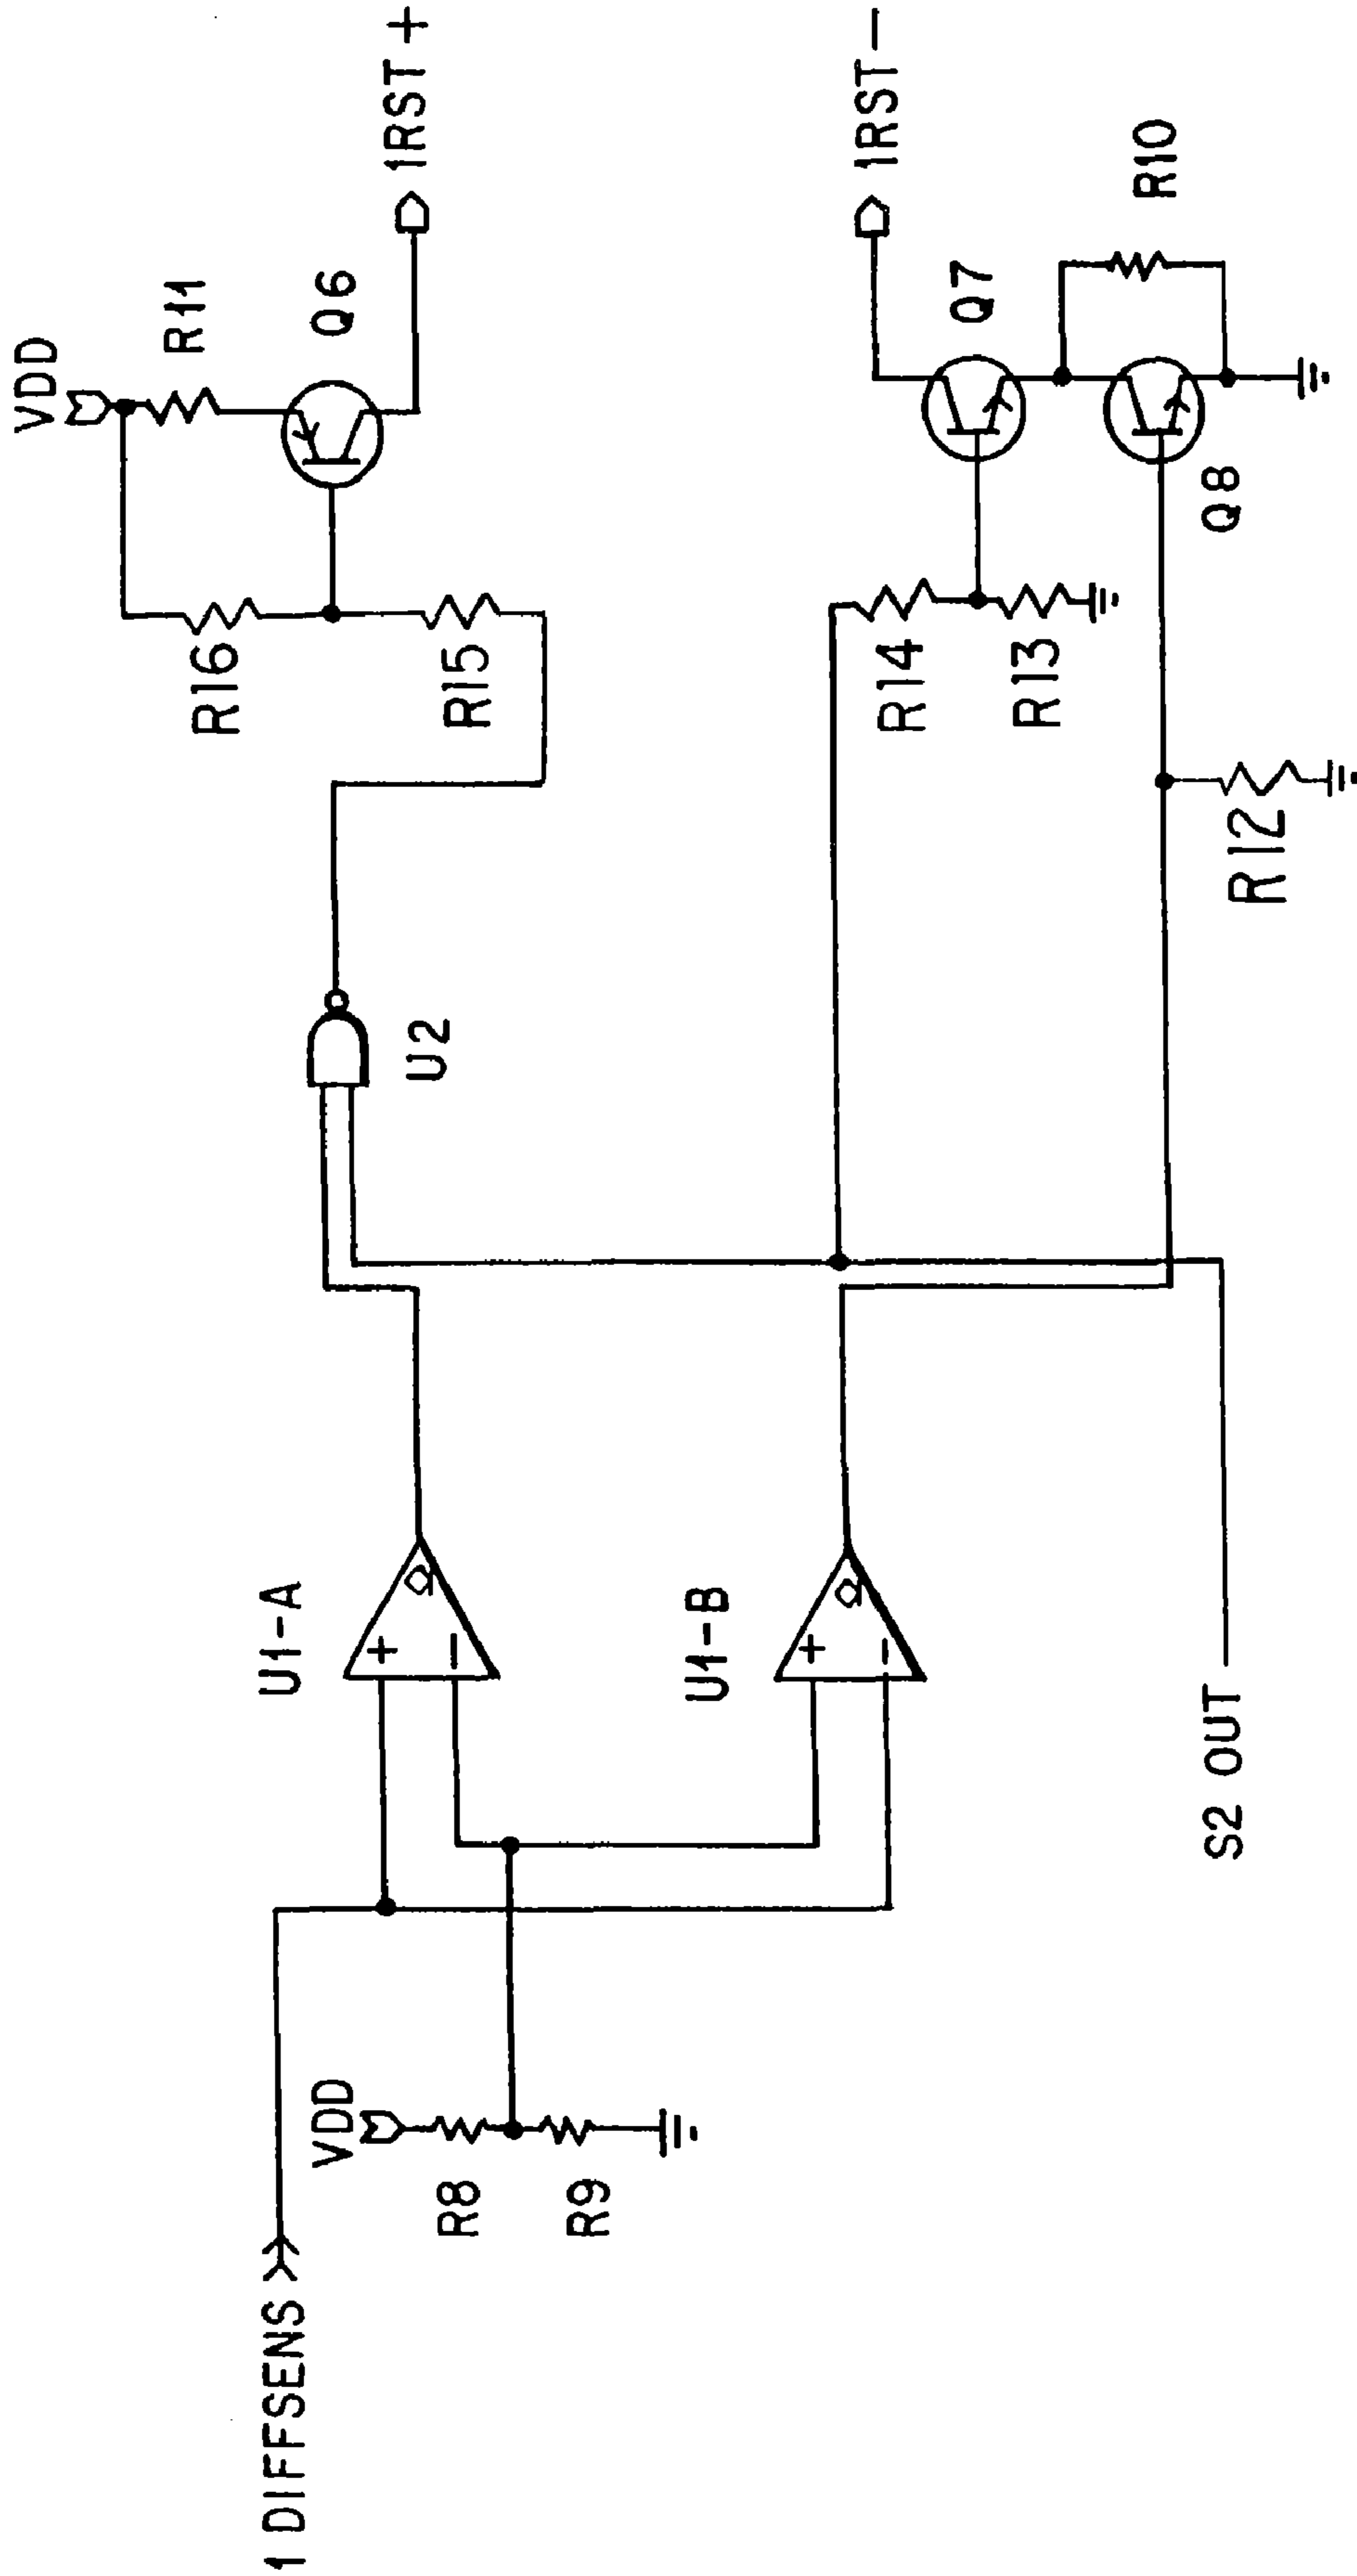 1 DIFFSENS
VDD
R8
R9
U1-A
+
−
Q
U1-B
+
−
Q
S2 OUT
U2
R16
R15
VDD
R11
Q6
1RST+
R14
R13
R12
Q7
Q8
R10
1RST−